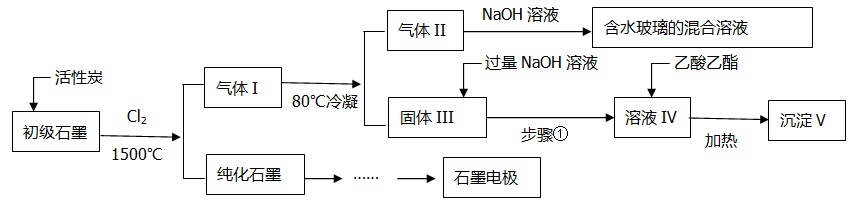 气体 II
NaOH 溶液
含水玻璃的混合溶液
活性炭
气体 I
80℃冷凝
过量 NaOH 溶液
乙酸乙酯
初级石墨
Cl₂
1500℃
固体 III
步骤①
溶液 IV
加热
沉淀 V
纯化石墨
……
石墨电极